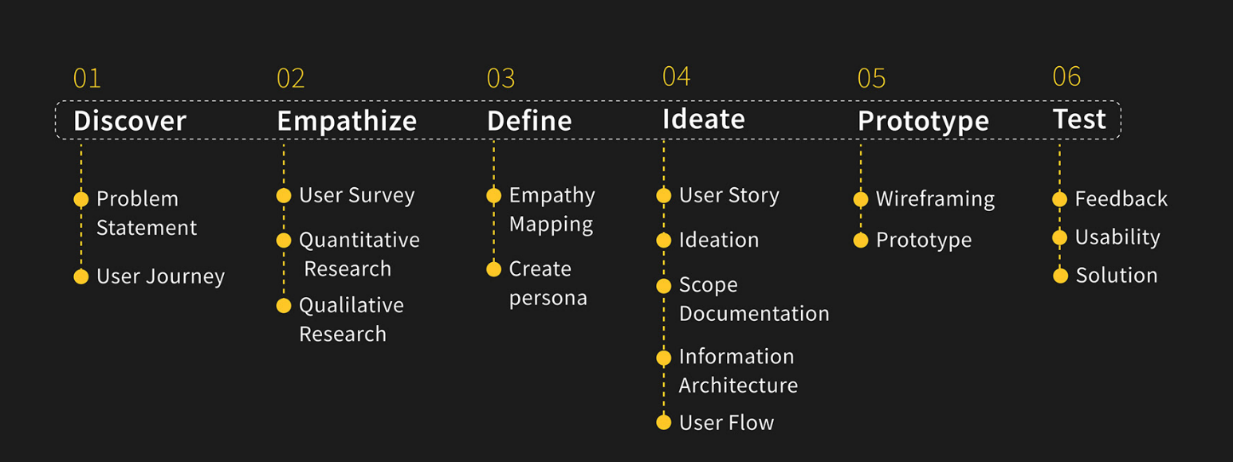 01
Discover
Problem
Statement
User Journey
02
Empathize
User Survey
Quantitative
Research
Qualilative
Research
03
Define
Empathy
Mapping
Create
persona
04
Ideate
User Story
Ideation
Scope
Documentation
Information
Architecture
User Flow
05
Prototype
Wireframing
Prototype
06
Test
Feedback
Usability
Solution